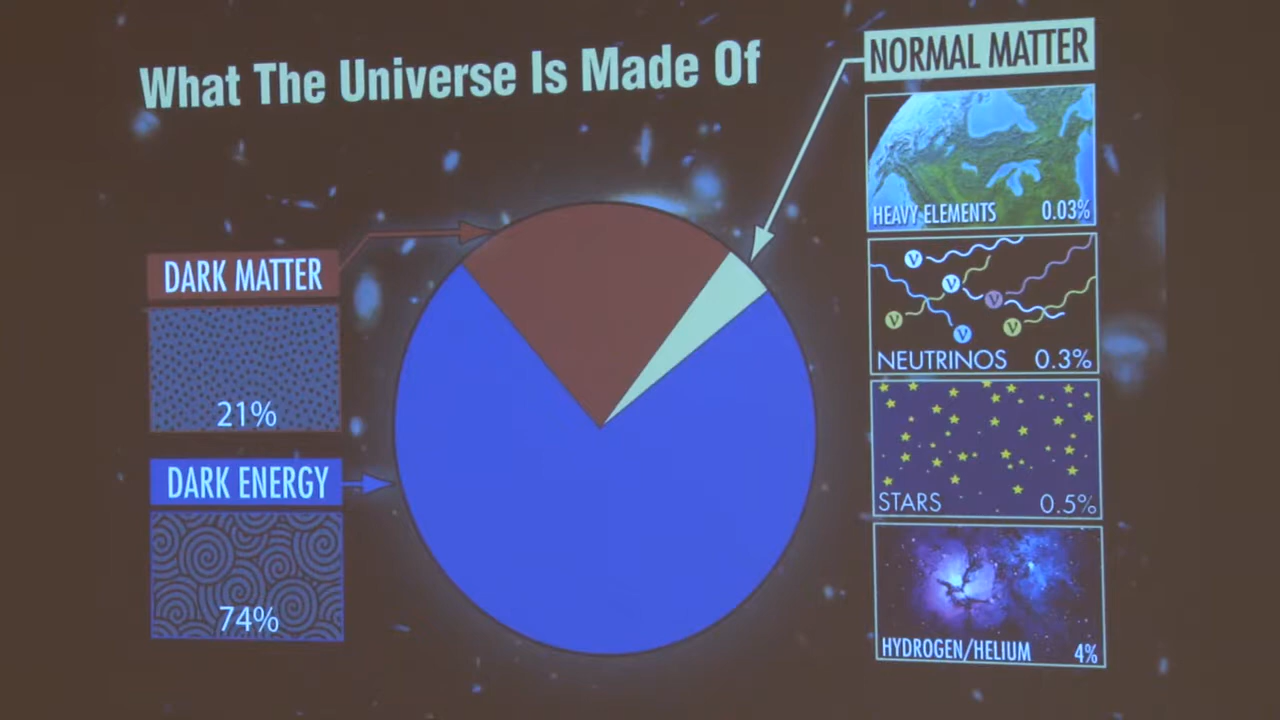 What The Universe Is Made Of
NORMAL MATTER
HEAVY ELEMENTS 0.03%
ν
ν
ν
ν
ν
ν
NEUTRINOS 0.3%
STARS 0.5%
HYDROGEN/HELIUM 4%
DARK MATTER
21%
DARK ENERGY
74%